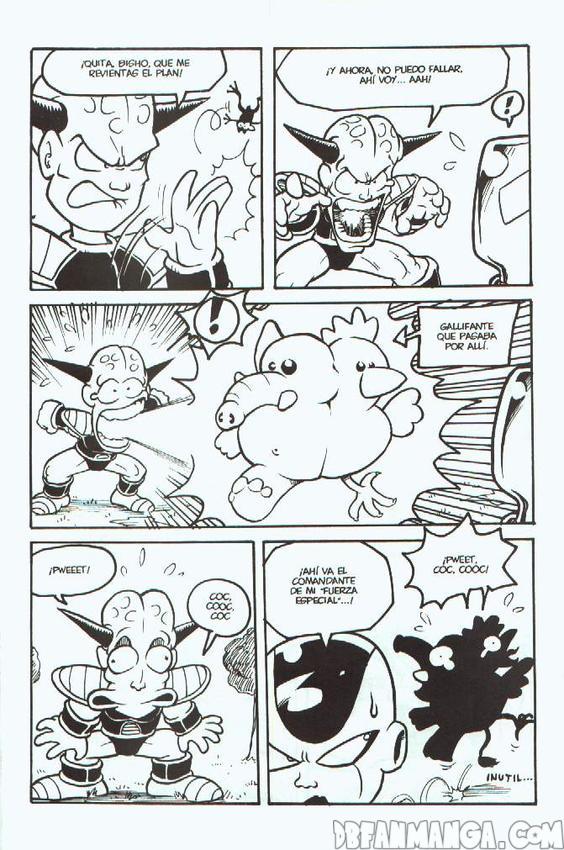 ¡QUITA, BICHO, QUE ME
REVIENTAS EL PLAN!
¡Y AHORA, NO PUEDO FALLAR.
AHÍ VOY... AAH!
!
!
GALLIFANTE
QUE PASABA
POR ALLÍ.
¡PWEEET!
COC,
COOC,
COC
¡AHÍ VA EL
COMANDANTE
DE MI "FUERZA
ESPECIAL"...!
¡PWEET,
COC, COOC!
INUTIL...
DBFANMANGA.COM